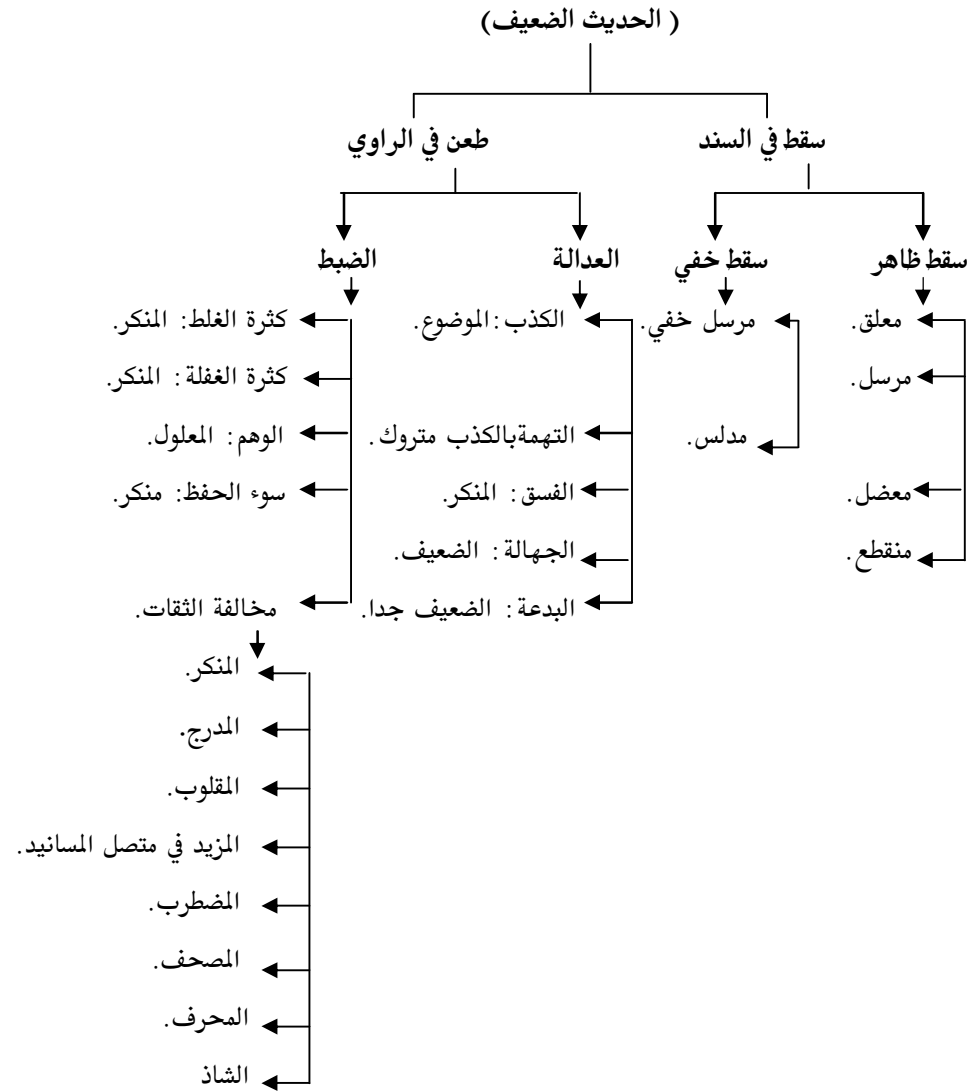 ( الحديث الضعيف)
سقط في السند
طعن في الراوي
سقط ظاهر
سقط خفي
العدالة
الضبط
معلق.
مرسل.
معضل.
منقطع.
مرسل خفي.
مدلس.
الكذب: الموضوع.
التهمة بالكذب متروك.
الفسق: المنكر.
الجهالة: الضعيف.
البدعة: الضعيف جدا.
كثرة الغلط: المنكر.
كثرة الغفلة: المنكر.
الوهم: المعلول.
سوء الحفظ: منكر.
مخالفة الثقات.
المنكر.
المدرج.
المقلوب.
المزيد في متصل المسانيد.
المضطرب.
المصحف.
المحرف.
الشاذ